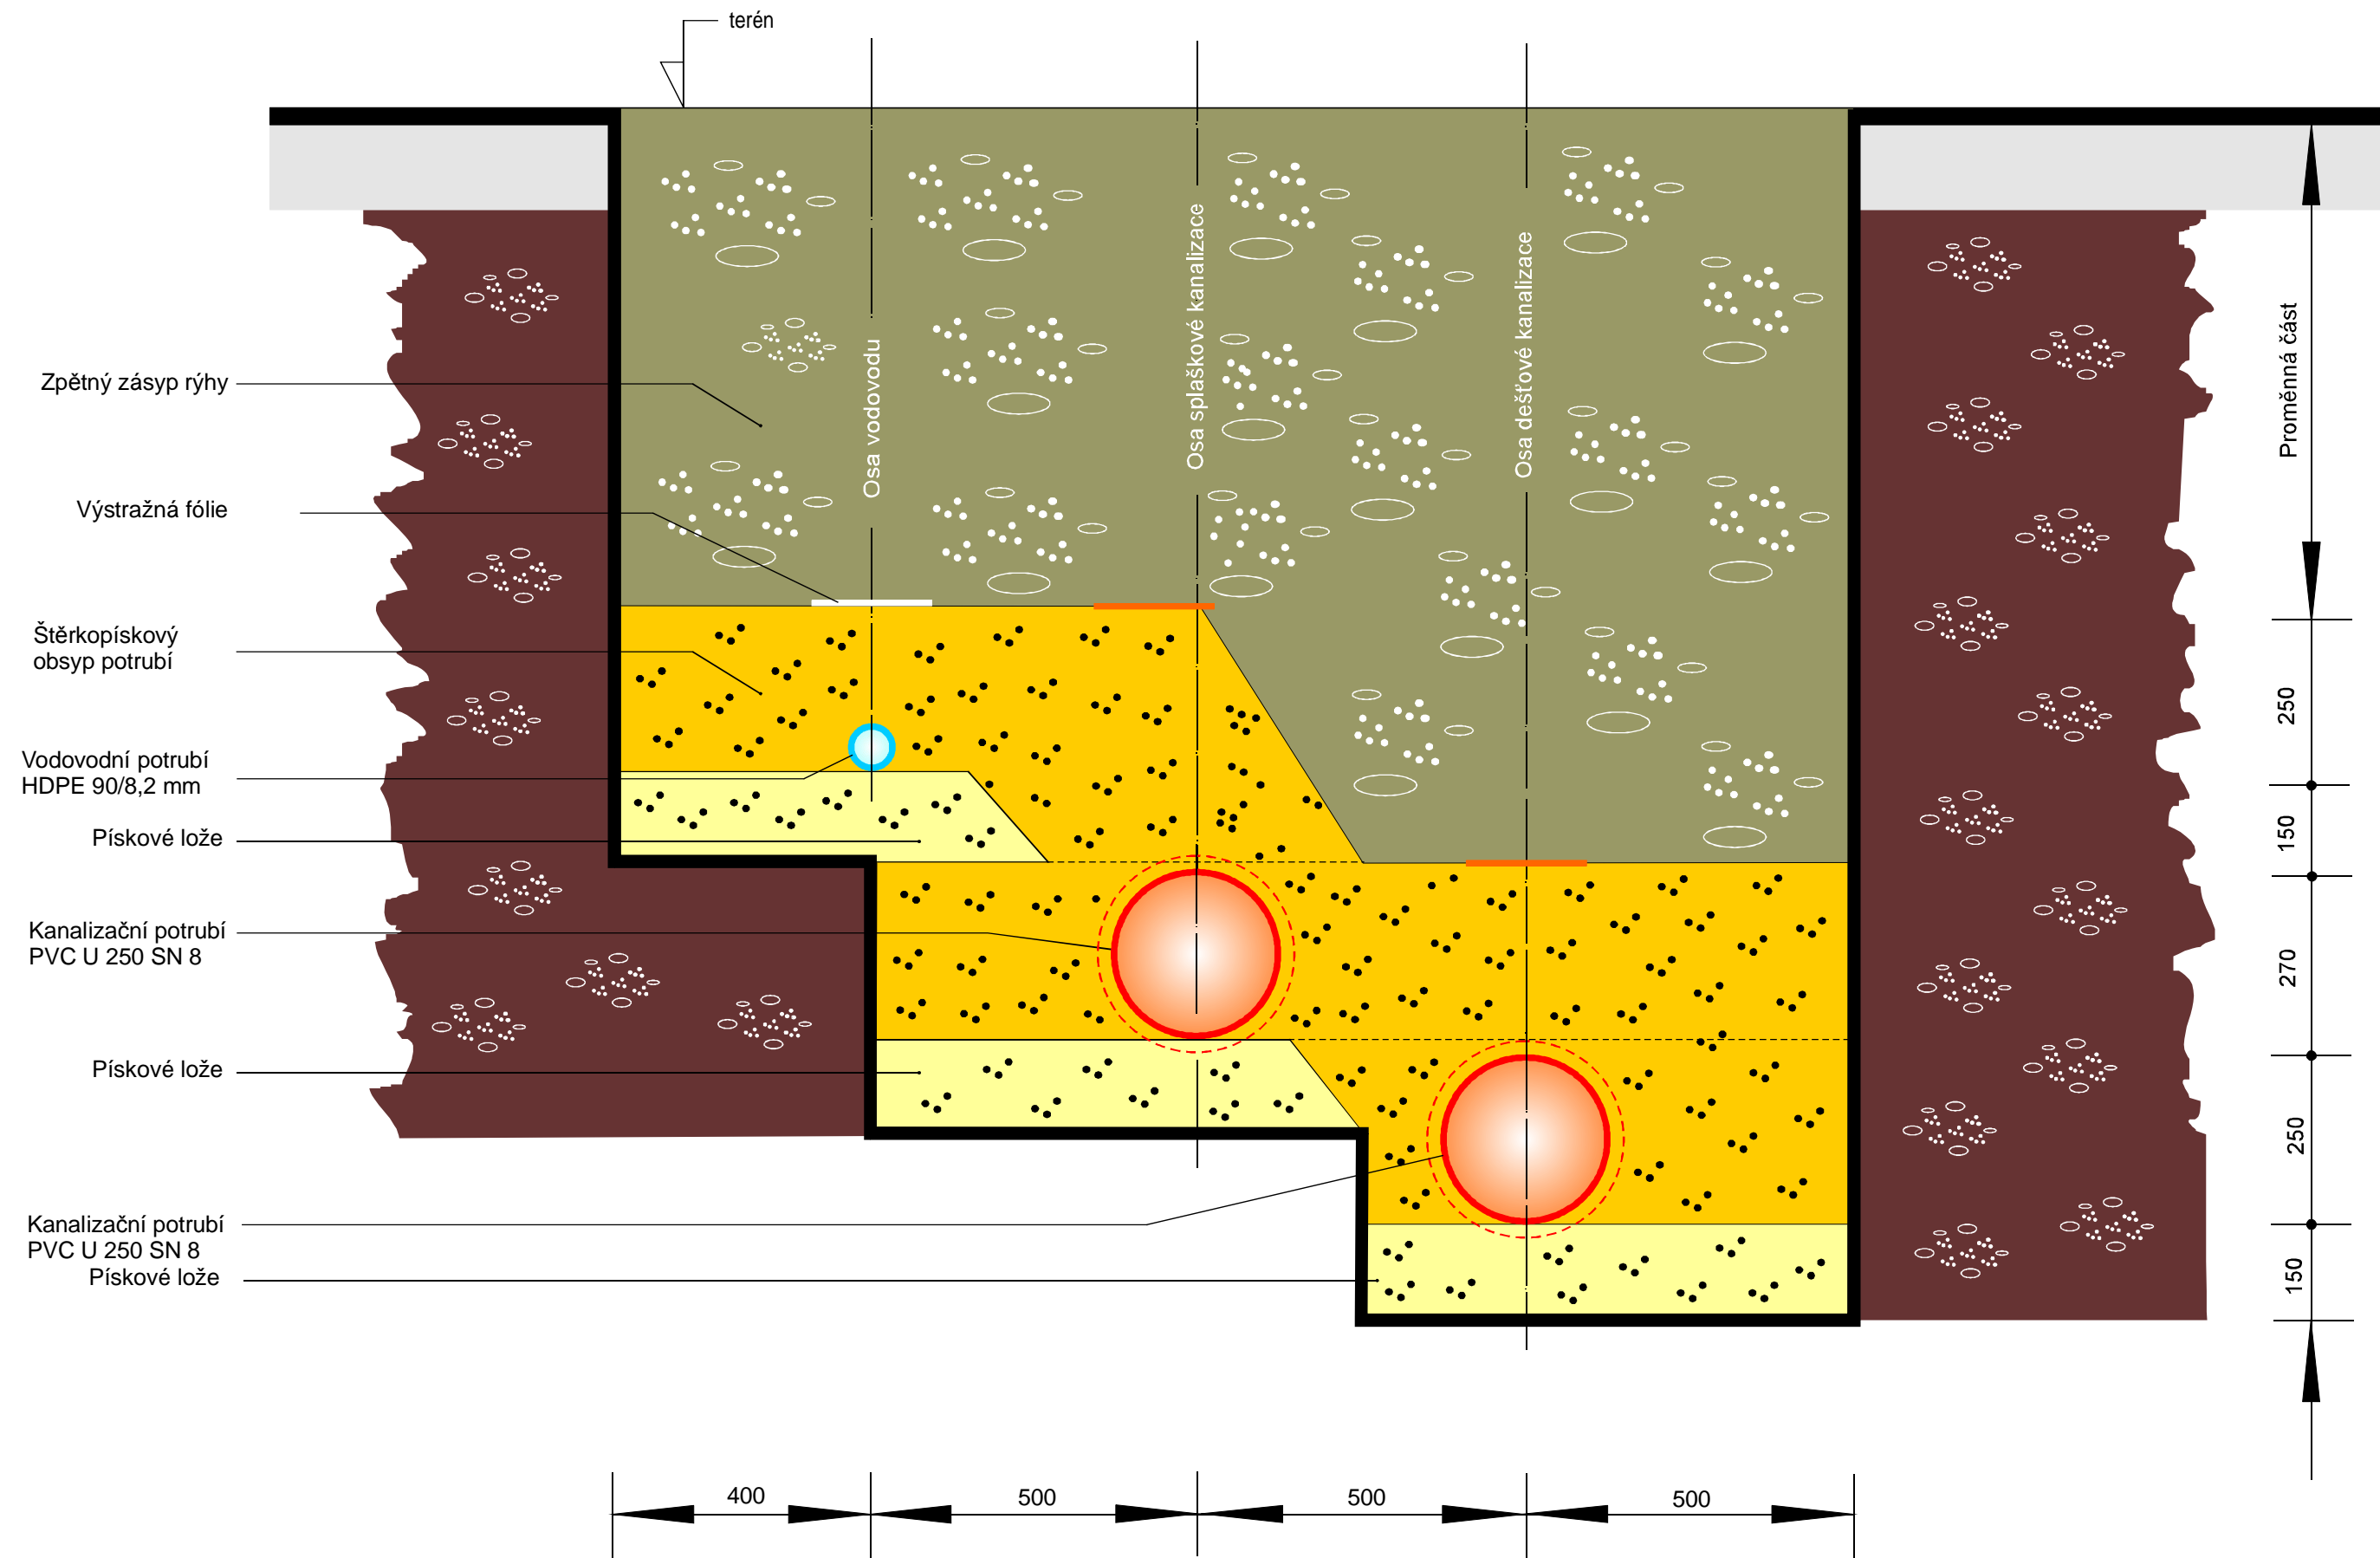 terén
Osa vodovodu
Osa splaškové kanalizace
Osa dešťové kanalizace
Proměnná část
Zpětný zásyp rýhy
Výstražná fólie
Štěrkopískový
obsyp potrubí
250
Vodovodní potrubí
HDPE 90/8,2 mm
Pískové lože
150
Kanalizační potrubí
PVC U 250 SN 8
270
Pískové lože
250
Kanalizační potrubí
PVC U 250 SN 8
Pískové lože
150
400
500
500
500